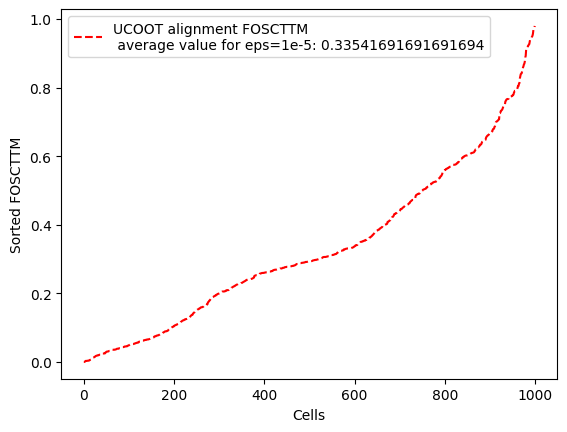 UCOOT alignment FOSCTTM
average value for eps=1e-5: 0.33541691691691694
1.0
0.8
0.6
0.4
0.2
0.0
Sorted FOSCTTM
0 200 400 600 800 1000
Cells